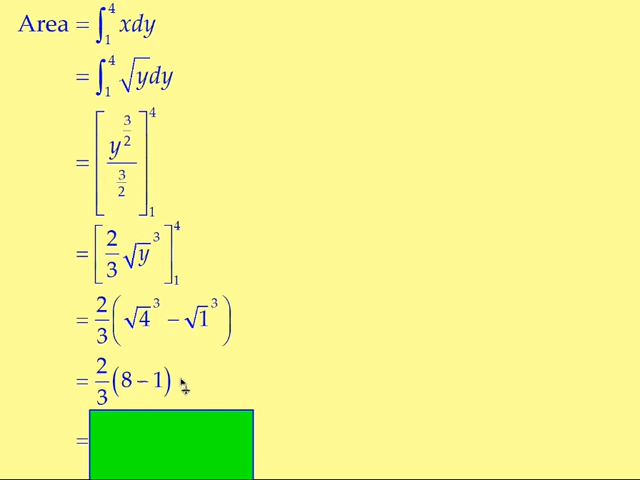 Area = ∫₁⁴ xdy
= ∫₁⁴ √y dy
= [y^(3/2) / (3/2)]₁⁴
= [2/3 √y³]₁⁴
= 2/3 (√4³ − √1³)
= 2/3 (8 − 1)
=